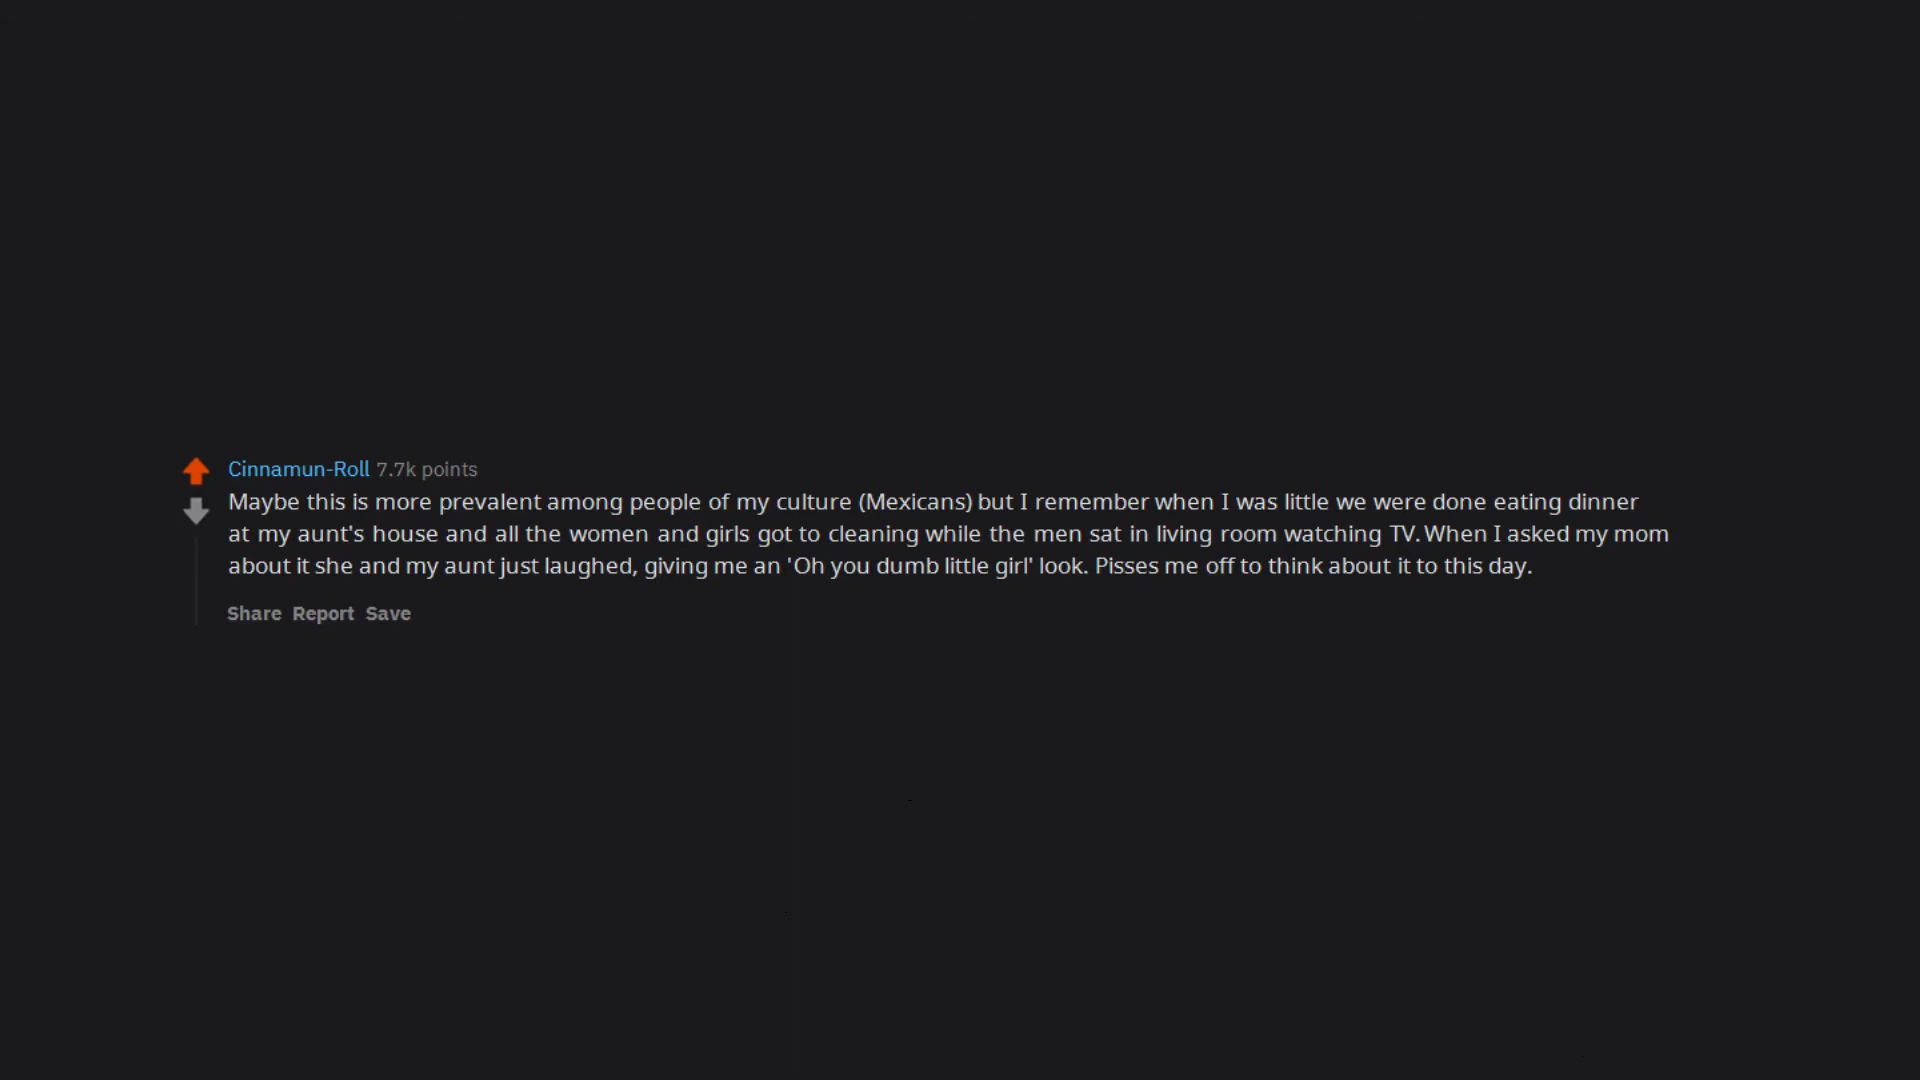 Cinnamun-Roll 7.7k points
Maybe this is more prevalent among people of my culture (Mexicans) but I remember when I was little we were done eating dinner
at my aunt's house and all the women and girls got to cleaning while the men sat in living room watching TV. When I asked my mom
about it she and my aunt just laughed, giving me an 'Oh you dumb little girl' look. Pisses me off to think about it to this day.
Share Report Save